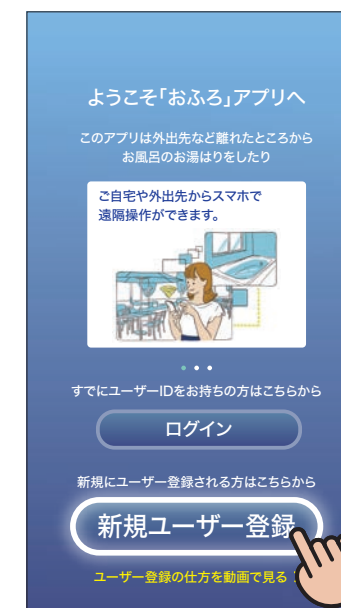 ようこそ「おふろ」アプリへ
このアプリは外出先など離れたところから
お風呂のお湯はりをしたり
ご自宅や外出先からスマホで
遠隔操作ができます。
すでにユーザーIDをお持ちの方はこちらから
ログイン
新規にユーザー登録される方はこちらから
新規ユーザー登録
ユーザー登録の仕方を動画で見る